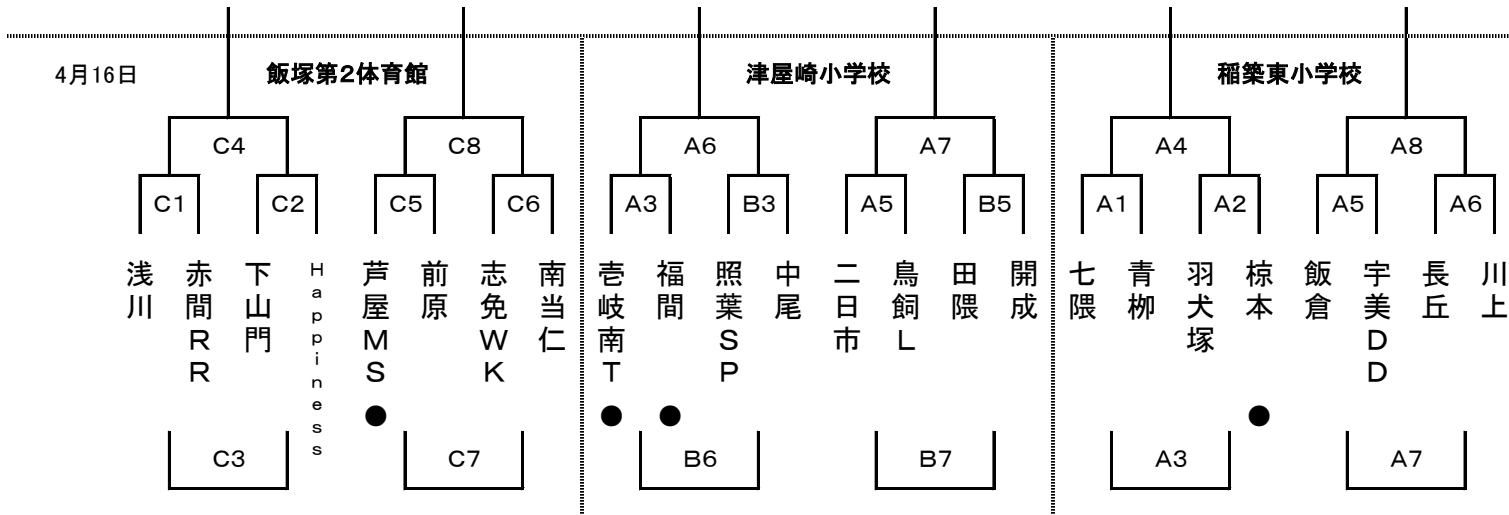 4月16日 飯塚第2体育館 津屋崎小学校 稲築東小学校
C4 C8 A6 A7 A4 A8
C1 C2 C5 C6 A3 B3 A5 B5 A1 A2 A5 A6
浅川
赤間RR
下山門
Happiness
芦屋MS
前原
志免WK
南当仁
壱岐南T
福間
照葉SP
中尾
二日市
鳥飼L
田隈
開成
七隈
青柳
羽犬塚
椋本
飯倉
宇美DD
長丘
川上
● ● ● ●
C3 C7 B6 B7 A3 A7